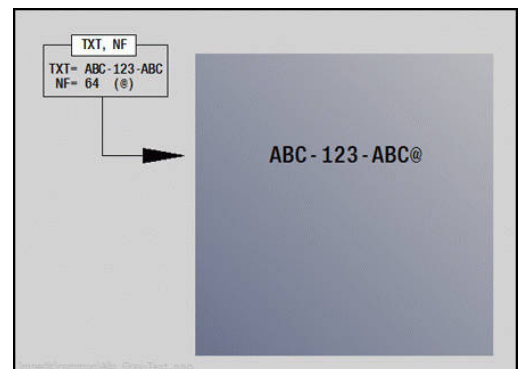 TXT, NF
TXT= ABC-123-ABC
NF= 64 (@)
ABC-123-ABC@